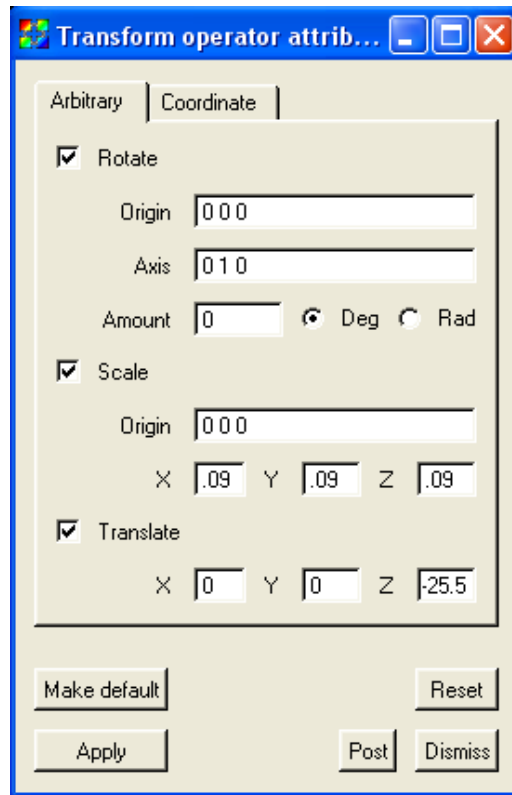 Transform operator attrib...
Arbitrary Coordinate
Rotate
Origin 0 0 0
Axis 0 1 0
Amount 0 Deg Rad
Scale
Origin 0 0 0
X .09 Y .09 Z .09
Translate
X 0 Y 0 Z -25.5
Make default Reset
Apply Post Dismiss